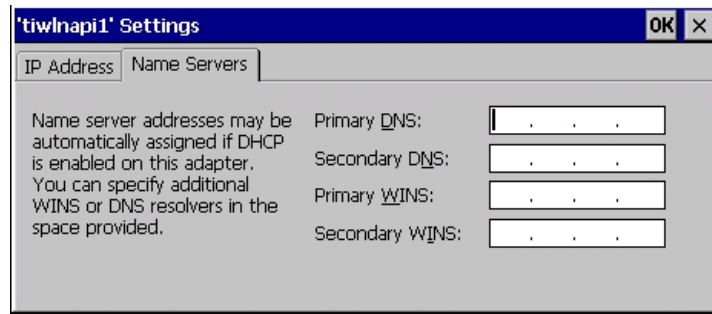 'tiwlnapi1' Settings OK ×
IP Address Name Servers
Name server addresses may be
automatically assigned if DHCP
is enabled on this adapter.
You can specify additional
WINS or DNS resolvers in the
space provided.
Primary DNS: . . .
Secondary DNS: . . .
Primary WINS: . . .
Secondary WINS: . . .